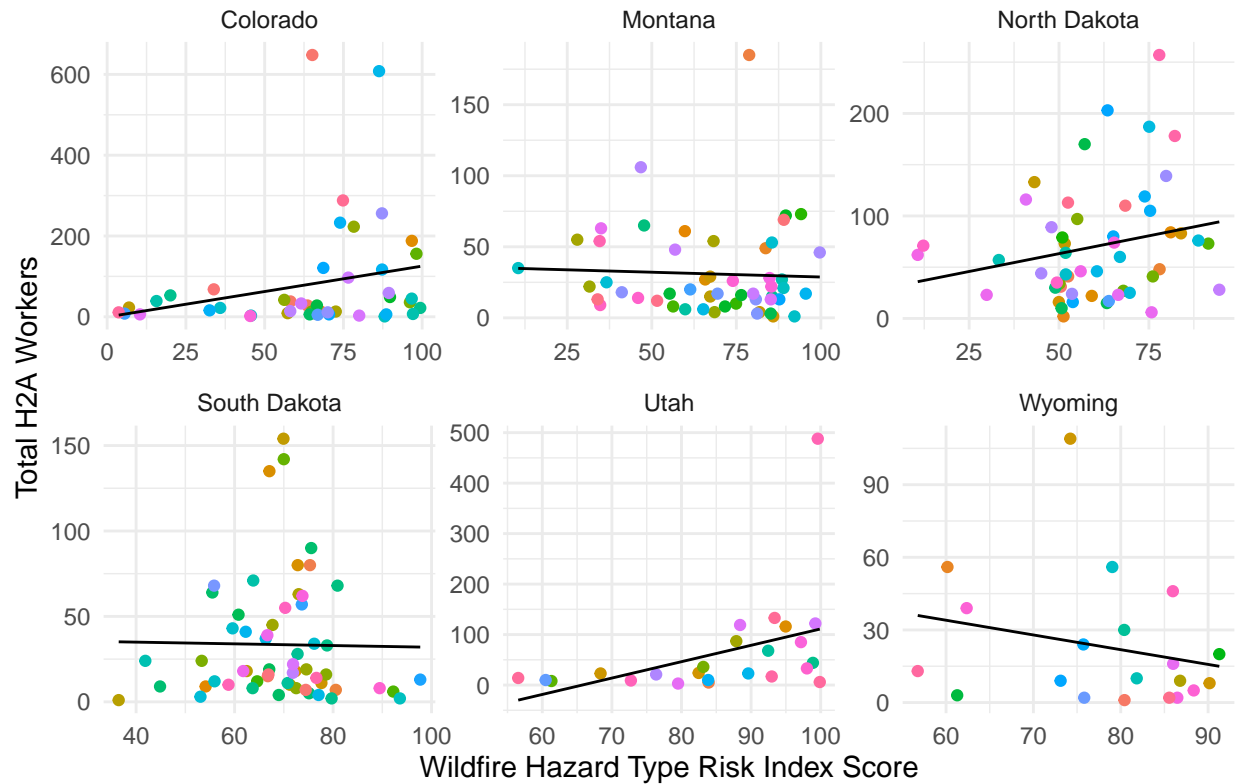 Colorado
Montana
North Dakota
600
400
200
0
0 25 50 75 100
150
100
50
0
25 50 75 100
200
100
0
25 50 75
South Dakota
Utah
Wyoming
150
100
50
0
40 60 80 100
500
400
300
200
100
0
60 70 80 90 100
90
60
30
0
60 70 80 90
Total H2A Workers
Wildfire Hazard Type Risk Index Score